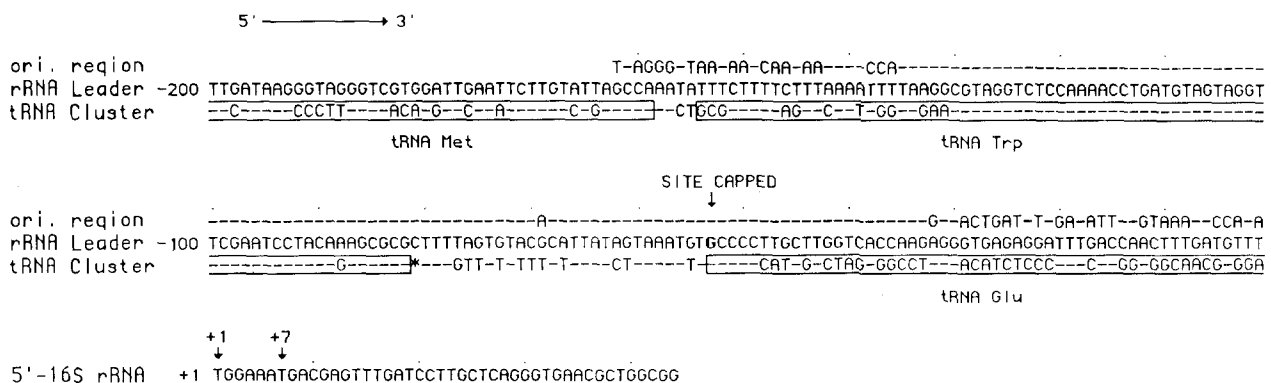 5' ⟶ 3'
ori. region T-AGGG-TAA-AA-CAA-AA----CCA-----------------------------------
rRNA Leader -200 TTGATAAGGGTAGGGTCGTGGATTGAATTCTTGTATTAGCCAAATATTTCTTTTCTTTAAAATTTTAAGGCGTAGGTCTCCAAAACCTGATGTAGTAGGT
tRNA Cluster --C-----CCCTT----ACA-G--C--A------C-G--------CTGCG-----AG--C--T-GG--GAA------------------------------
tRNA Met tRNA Trp
SITE CAPPED
↓
ori. region -------------------------------A------------------------------------G--ACTGAT-T-GA-ATT--GTAAA--CCA-A
rRNA Leader -100 TCGAATCCTACAAAGCGCGCTTTTAGTGTACGCATTATAGTAAATGTGCCCCTTGCTTGGTCACCAAGAGGGTGAGAGGATTTGACCAACTTTGATGTTT
tRNA Cluster ------------G------*---GTT-T-TTT-T----CT-----T------CAT-G-CTAG-GGCCT---ACATCTCCC---C--GG-GGCAACG-GGA
tRNA Glu
+1 +7
↓ ↓
5'-16S rRNA +1 TGGAAATGACGAGTTTGATCCTTGCTCAGGGTGAACGCTGGCGG